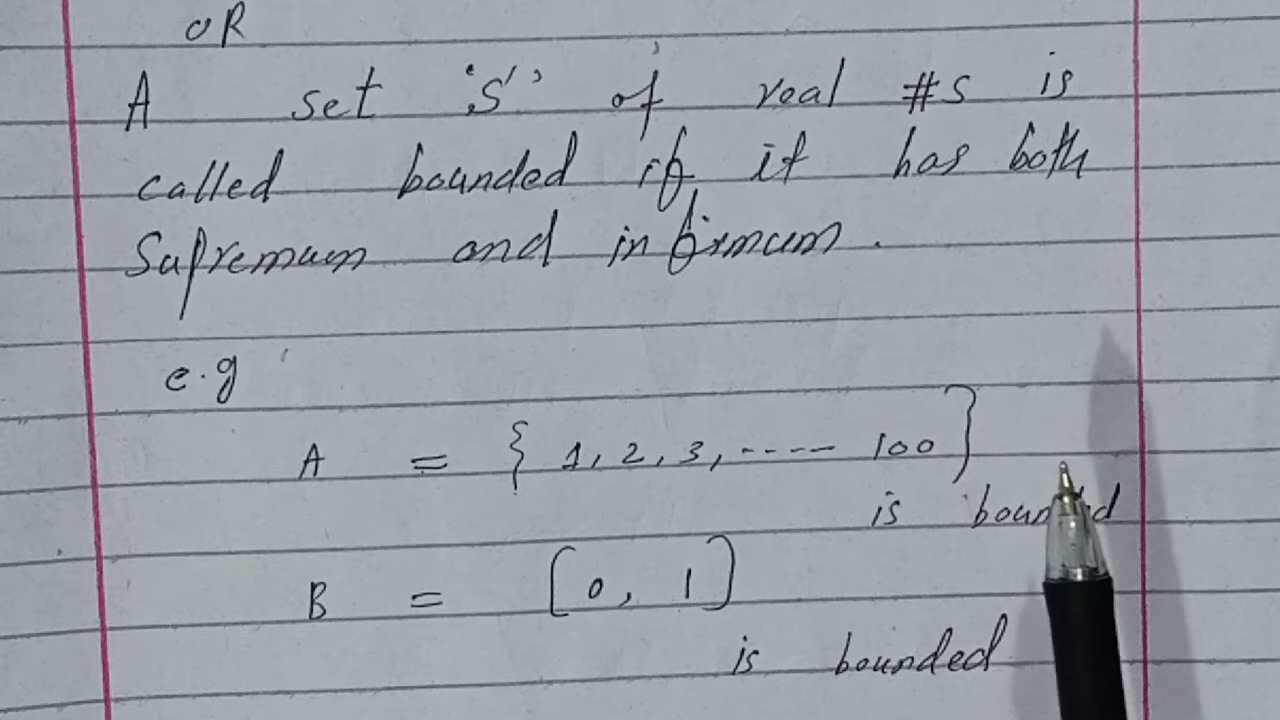 OR
A set 'S' of real #s is
called bounded if it has both
Supremum and infirmum.
e.g
A = { 1, 2, 3, ---- 100 }
is bounded
B = [0, 1]
is bounded